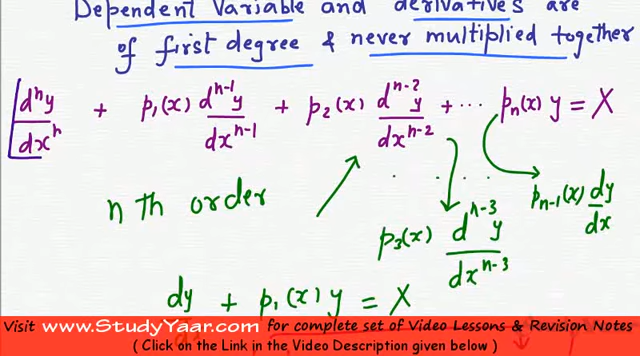 Dependent Variable and derivatives are
of first degree & never multiplied together
dⁿy/dxⁿ + p₁(x) dⁿ⁻¹y/dxⁿ⁻¹ + p₂(x) dⁿ⁻²y/dxⁿ⁻² + ··· pₙ(x) y = X
n th order
p₃(x) dⁿ⁻³y/dxⁿ⁻³
pₙ₋₁(x) dy/dx
dy + p₁(x) y = X
Visit www.StudyYaar.com for complete set of Video Lessons & Revision Notes
( Click on the Link in the Video Description given below )